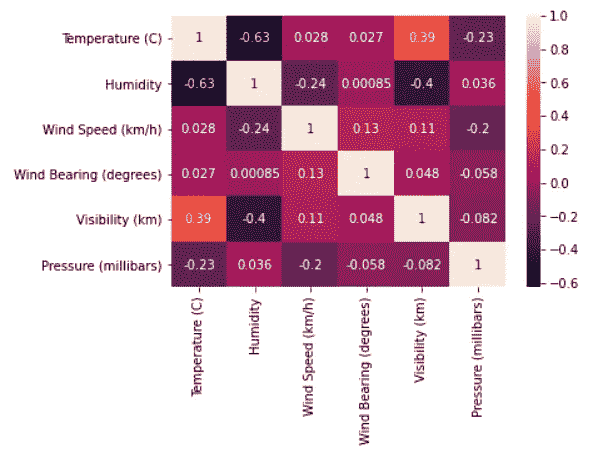 Temperature (C) 1 -0.63 0.028 0.027 0.39 -0.23
Humidity -0.63 1 -0.24 0.00085 -0.4 0.036
Wind Speed (km/h) 0.028 -0.24 1 0.13 0.11 -0.2
Wind Bearing (degrees) 0.027 0.00085 0.13 1 0.048 -0.058
Visibility (km) 0.39 -0.4 0.11 0.048 1 -0.082
Pressure (millibars) -0.23 0.036 -0.2 -0.058 -0.082 1
Temperature (C)
Humidity
Wind Speed (km/h)
Wind Bearing (degrees)
Visibility (km)
Pressure (millibars)
1.0
0.8
0.6
0.4
0.2
0.0
-0.2
-0.4
-0.6